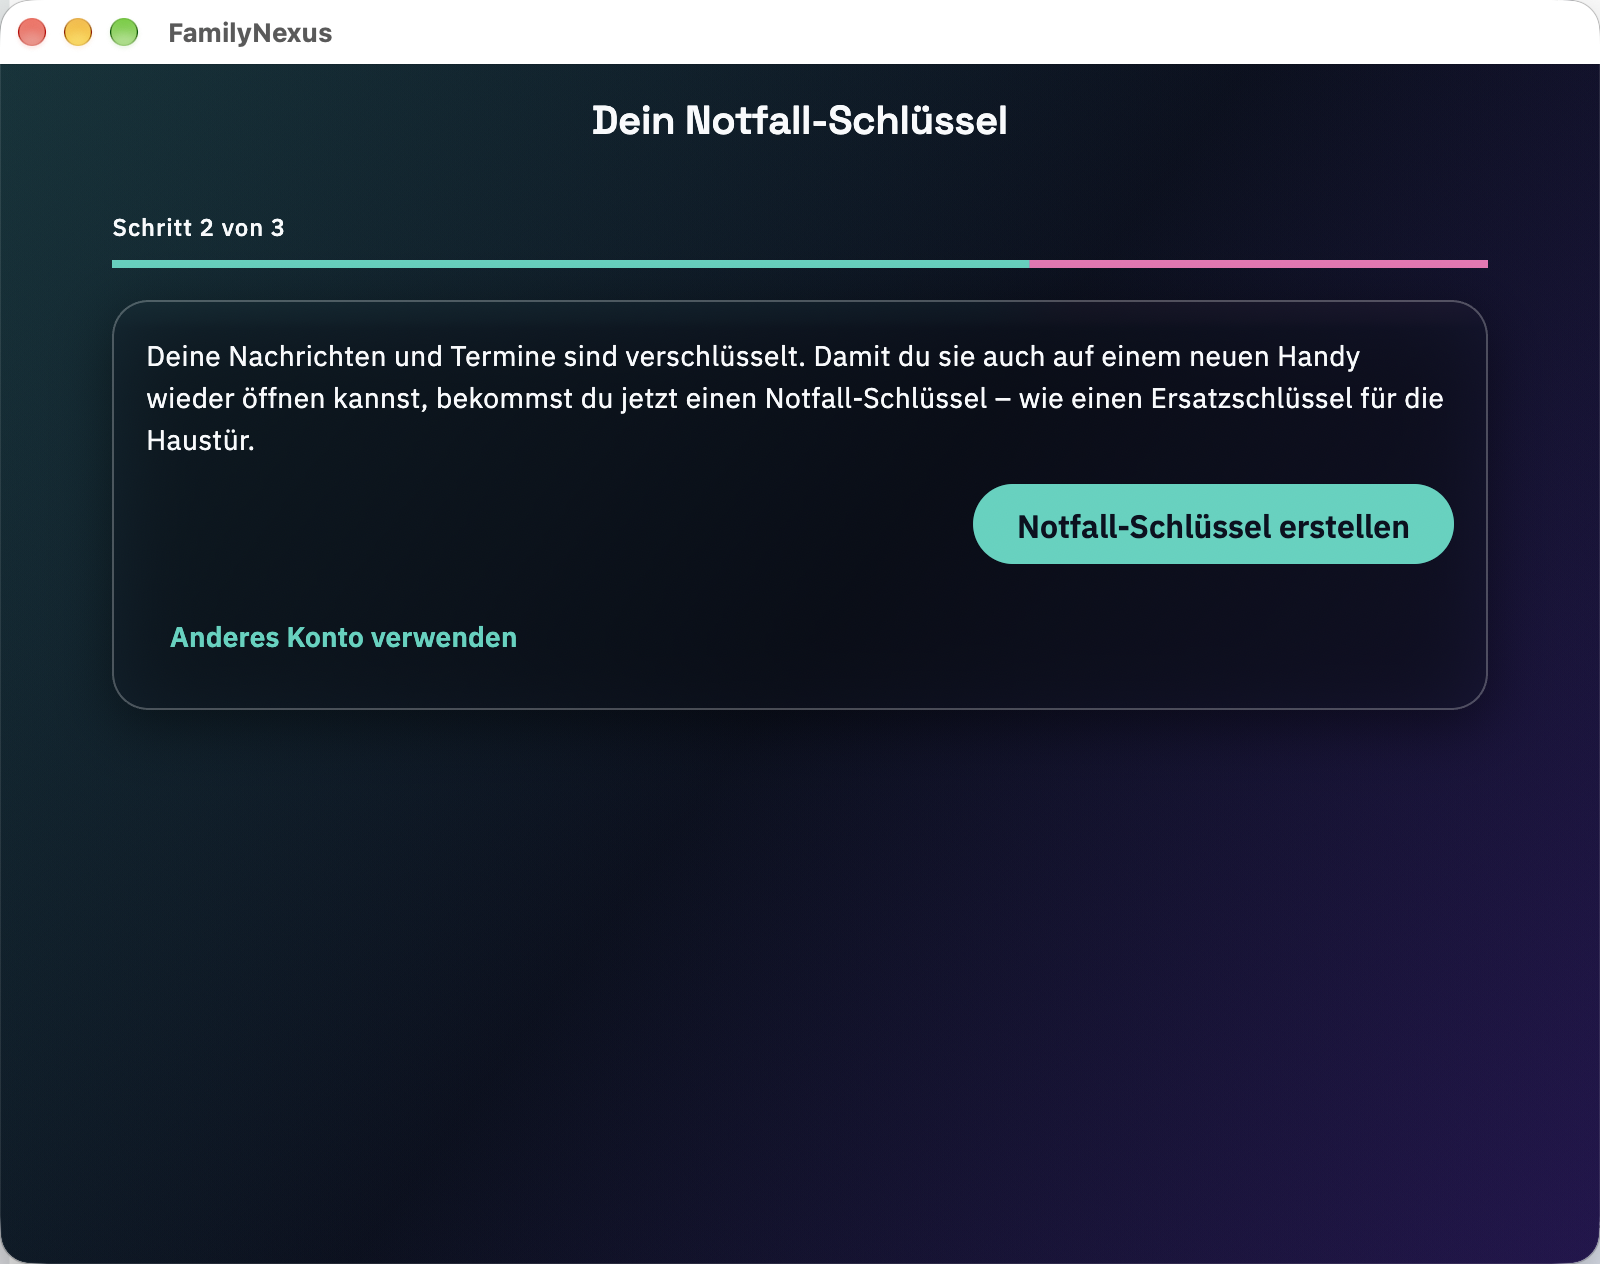 FamilyNexus
Dein Notfall-Schlüssel
Schritt 2 von 3
Deine Nachrichten und Termine sind verschlüsselt. Damit du sie auch auf einem neuen Handy
wieder öffnen kannst, bekommst du jetzt einen Notfall-Schlüssel – wie einen Ersatzschlüssel für die
Haustür.
Notfall-Schlüssel erstellen
Anderes Konto verwenden